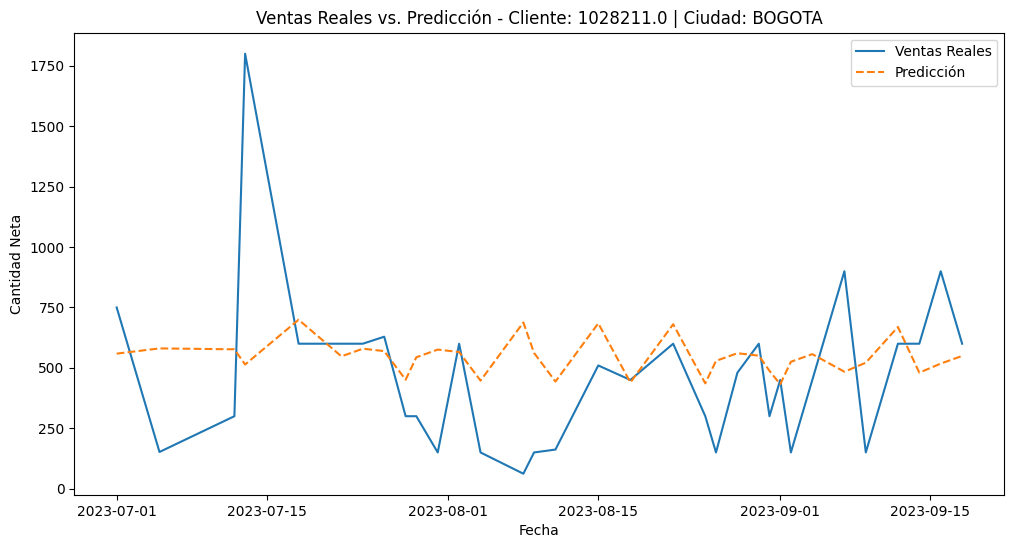 Ventas Reales vs. Predicción - Cliente: 1028211.0 | Ciudad: BOGOTA
Ventas Reales
Predicción
Cantidad Neta
1750
1500
1250
1000
750
500
250
0
2023-07-01
2023-07-15
2023-08-01
2023-08-15
2023-09-01
2023-09-15
Fecha